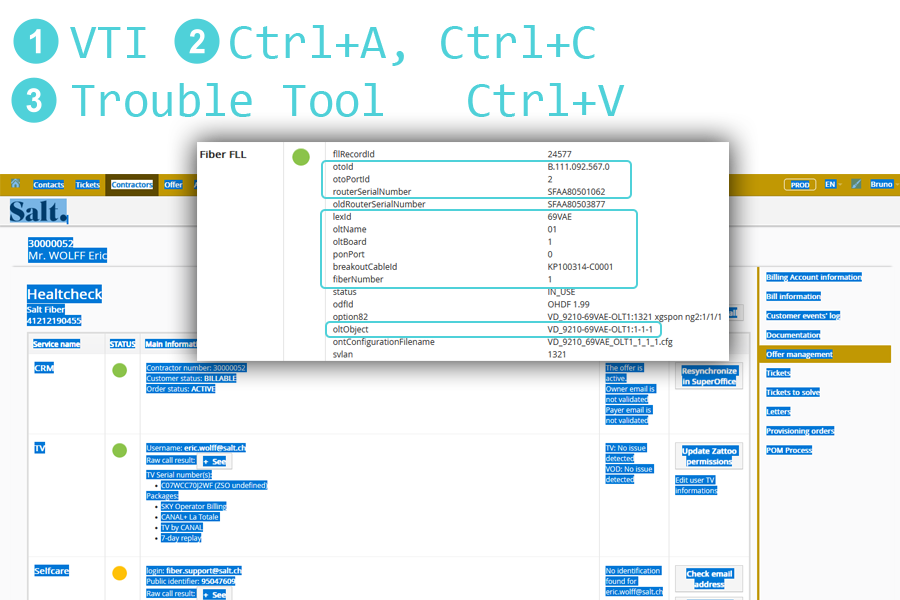 1 VTI 2 Ctrl+A, Ctrl+C
3 Trouble Tool Ctrl+V
Fiber FLL
fllRecordId 24577
otoId B.111.092.567.0
otoPortId 2
routerSerialNumber SFAA80501062
oldRouterSerialNumber SFAA80503877
lexId 69VAE
oltName 01
oltBoard 1
ponPort 0
breakoutCableId KP100314-C0001
fiberNumber 1
status IN_USE
odfId OHDF 1.99
option82 VD_9210-69VAE-OLT1:1321 xgspon ng2:1/1/1
oltObject VD_9210-69VAE-OLT1:1-1-1
ontConfigurationFilename VD_9210_69VAE_OLT1_1_1_1.cfg
svlan 1321
Contacts Tickets Contractors Offer
PROD EN Bruno
Salt.
30000052
Mr. WOLFF Eric
Healtcheck
Salt Fiber
41212190455
Service name STATUS Main informat
CRM
Contractor number: 30000052
Customer status: BILLABLE
Order status: ACTIVE
The offer is
active.
Owner email is
not validated
Payer email is
not validated
Resynchronize
in SuperOffice
TV
Username: eric.wolff@salt.ch
Raw call result: + See
TV Serial number(s):
• C07WCC70J2WF (ZSO undefined)
Packages:
• SKY Operator Billing
• CANAL+ La Totale
• TV by CANAL
• 7-day replay
TV: No issue
detected
VOD: No issue
detected
Update Zattoo
permissions
Edit user TV
informations
Selfcare
login: fiber.support@salt.ch
Public identifier: 95047609
Raw call result: + See
No identification
found for
eric.wolff@salt.ch
Check email
address
Billing Account information
Bill information
Customer events' log
Documentation
Offer management
Tickets
Tickets to solve
Letters
Provisioning orders
POM Process